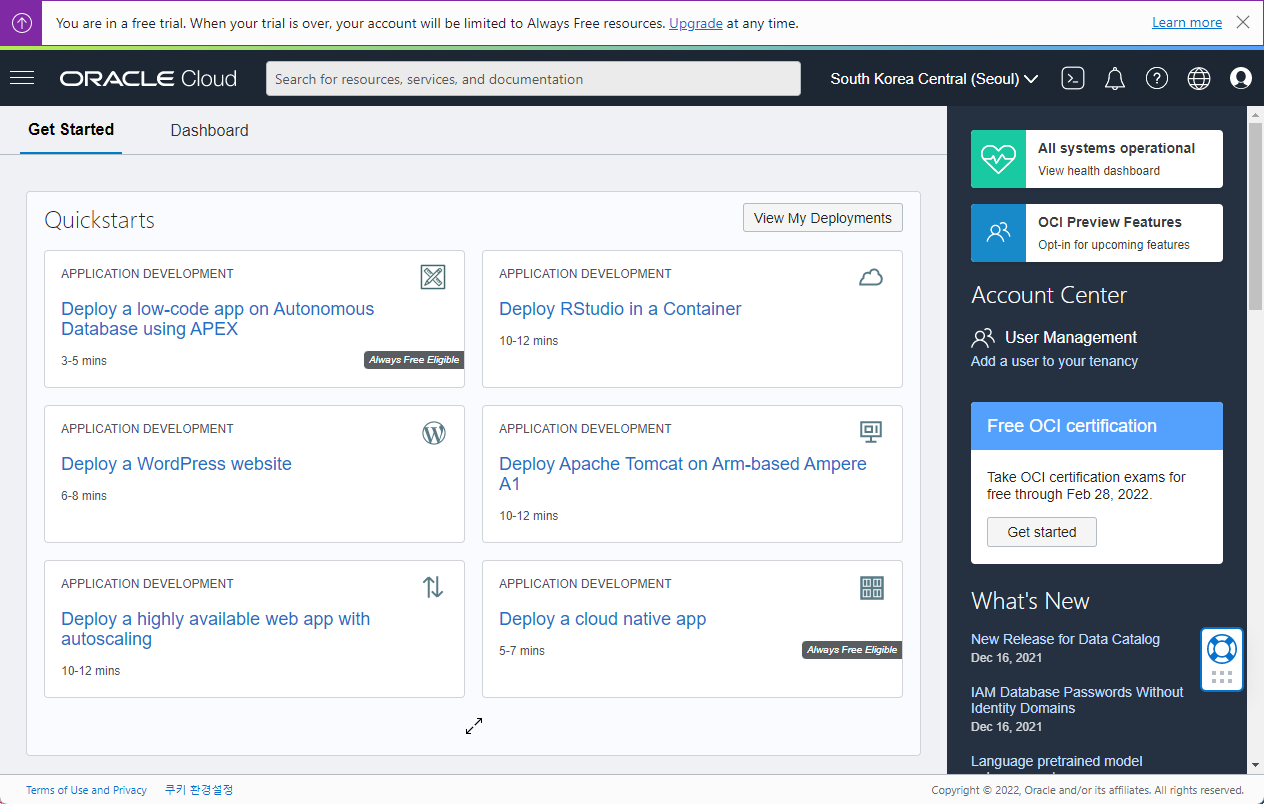 You are in a free trial. When your trial is over, your account will be limited to Always Free resources. Upgrade at any time.
Learn more
ORACLE Cloud
Search for resources, services, and documentation
South Korea Central (Seoul)
Get Started
Dashboard
Quickstarts
View My Deployments
APPLICATION DEVELOPMENT
Deploy a low-code app on Autonomous
Database using APEX
3-5 mins
Always Free Eligible
APPLICATION DEVELOPMENT
Deploy RStudio in a Container
10-12 mins
APPLICATION DEVELOPMENT
Deploy a WordPress website
6-8 mins
APPLICATION DEVELOPMENT
Deploy Apache Tomcat on Arm-based Ampere
A1
10-12 mins
APPLICATION DEVELOPMENT
Deploy a highly available web app with
autoscaling
10-12 mins
APPLICATION DEVELOPMENT
Deploy a cloud native app
5-7 mins
Always Free Eligible
All systems operational
View health dashboard
OCI Preview Features
Opt-in for upcoming features
Account Center
User Management
Add a user to your tenancy
Free OCI certification
Take OCI certification exams for
free through Feb 28, 2022.
Get started
What's New
New Release for Data Catalog
Dec 16, 2021
IAM Database Passwords Without
Identity Domains
Dec 16, 2021
Language pretrained model
Terms of Use and Privacy
쿠키 환경설정
Copyright © 2022, Oracle and/or its affiliates. All rights reserved.